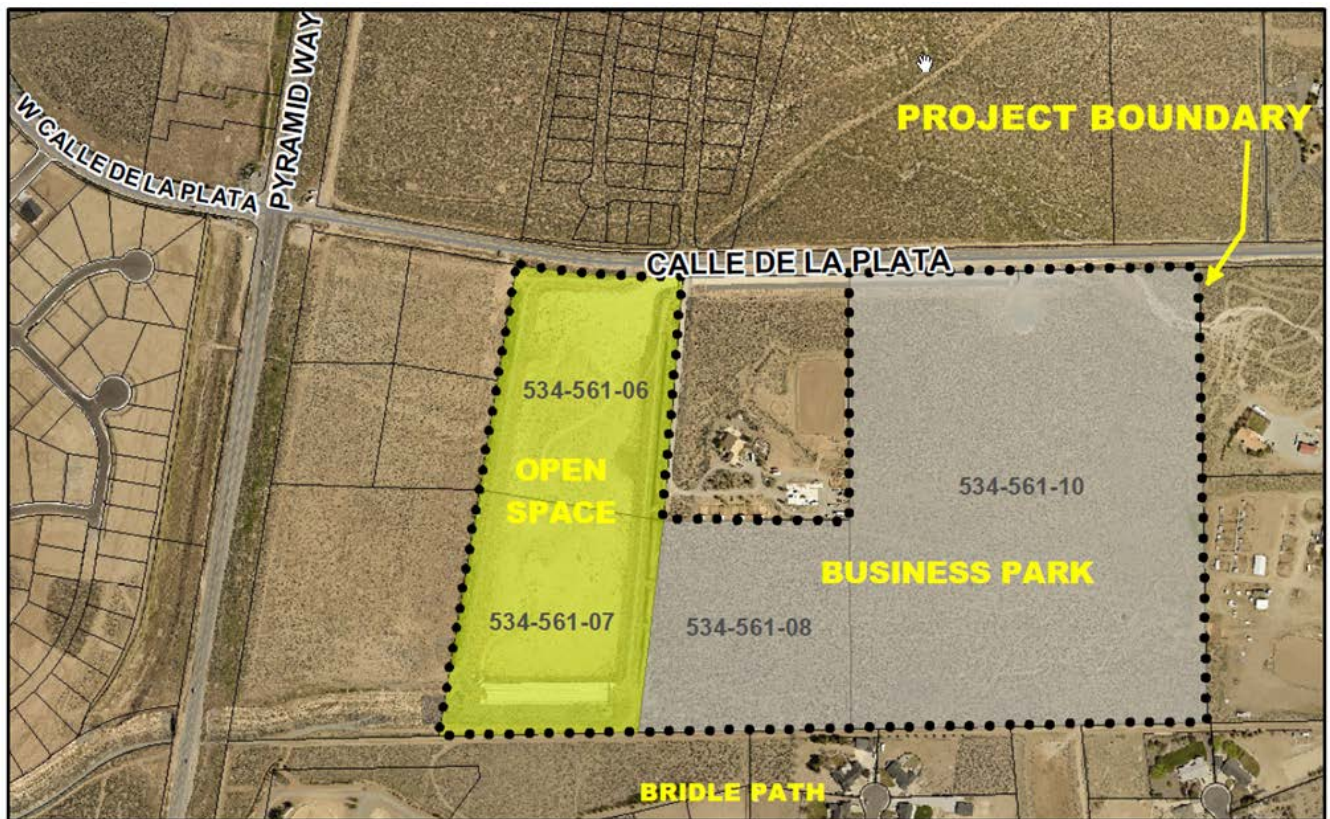 PYRAMID WAY
W CALLE DE LA PLATA
PROJECT BOUNDARY
CALLE DE LA PLATA
534-561-06
OPEN
SPACE
534-561-10
BUSINESS PARK
534-561-07
534-561-08
BRIDLE PATH